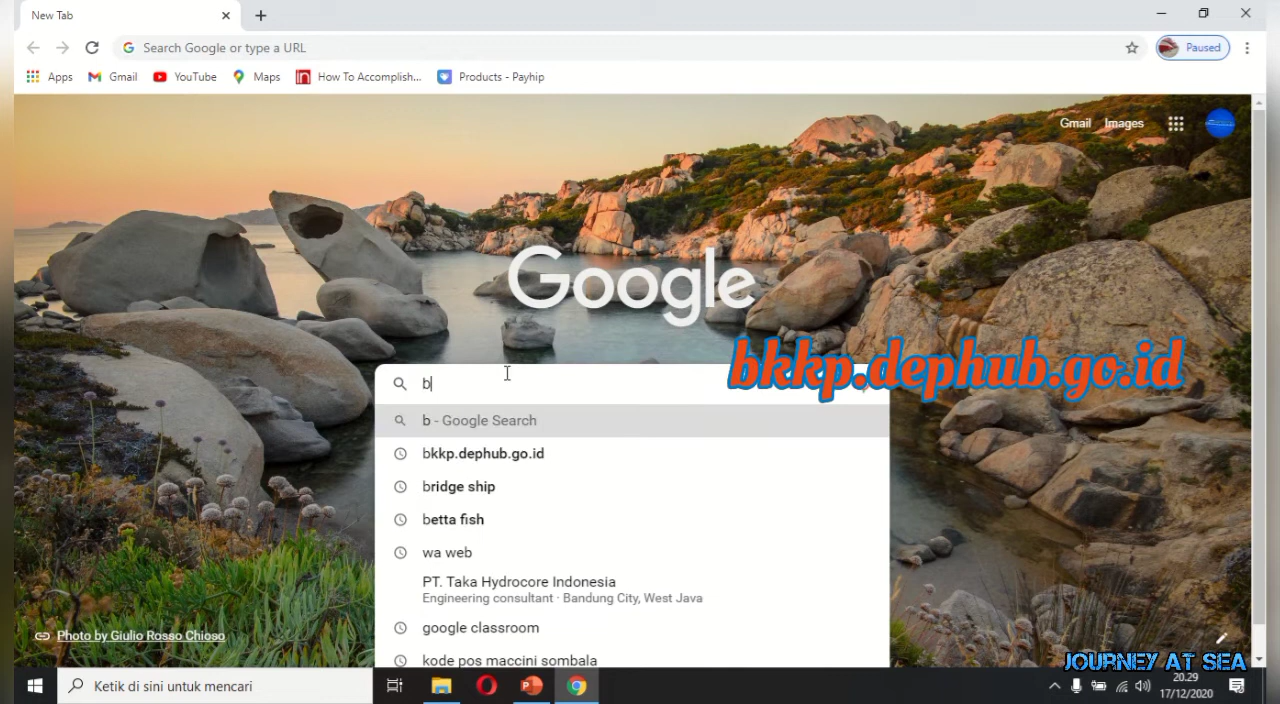 New Tab
Search Google or type a URL
Paused
Apps
Gmail
YouTube
Maps
How To Accomplish...
Products - Payhip
Gmail
Images
Google
bkkp.dephub.go.id
b
b - Google Search
bkkp.dephub.go.id
bridge ship
betta fish
wa web
PT. Taka Hydrocore Indonesia
Engineering consultant · Bandung City, West Java
google classroom
kode pos maccini sombala
Photo by Giulio Rosso Chioso
JOURNEY AT SEA
Ketik di sini untuk mencari
20.29
17/12/2020